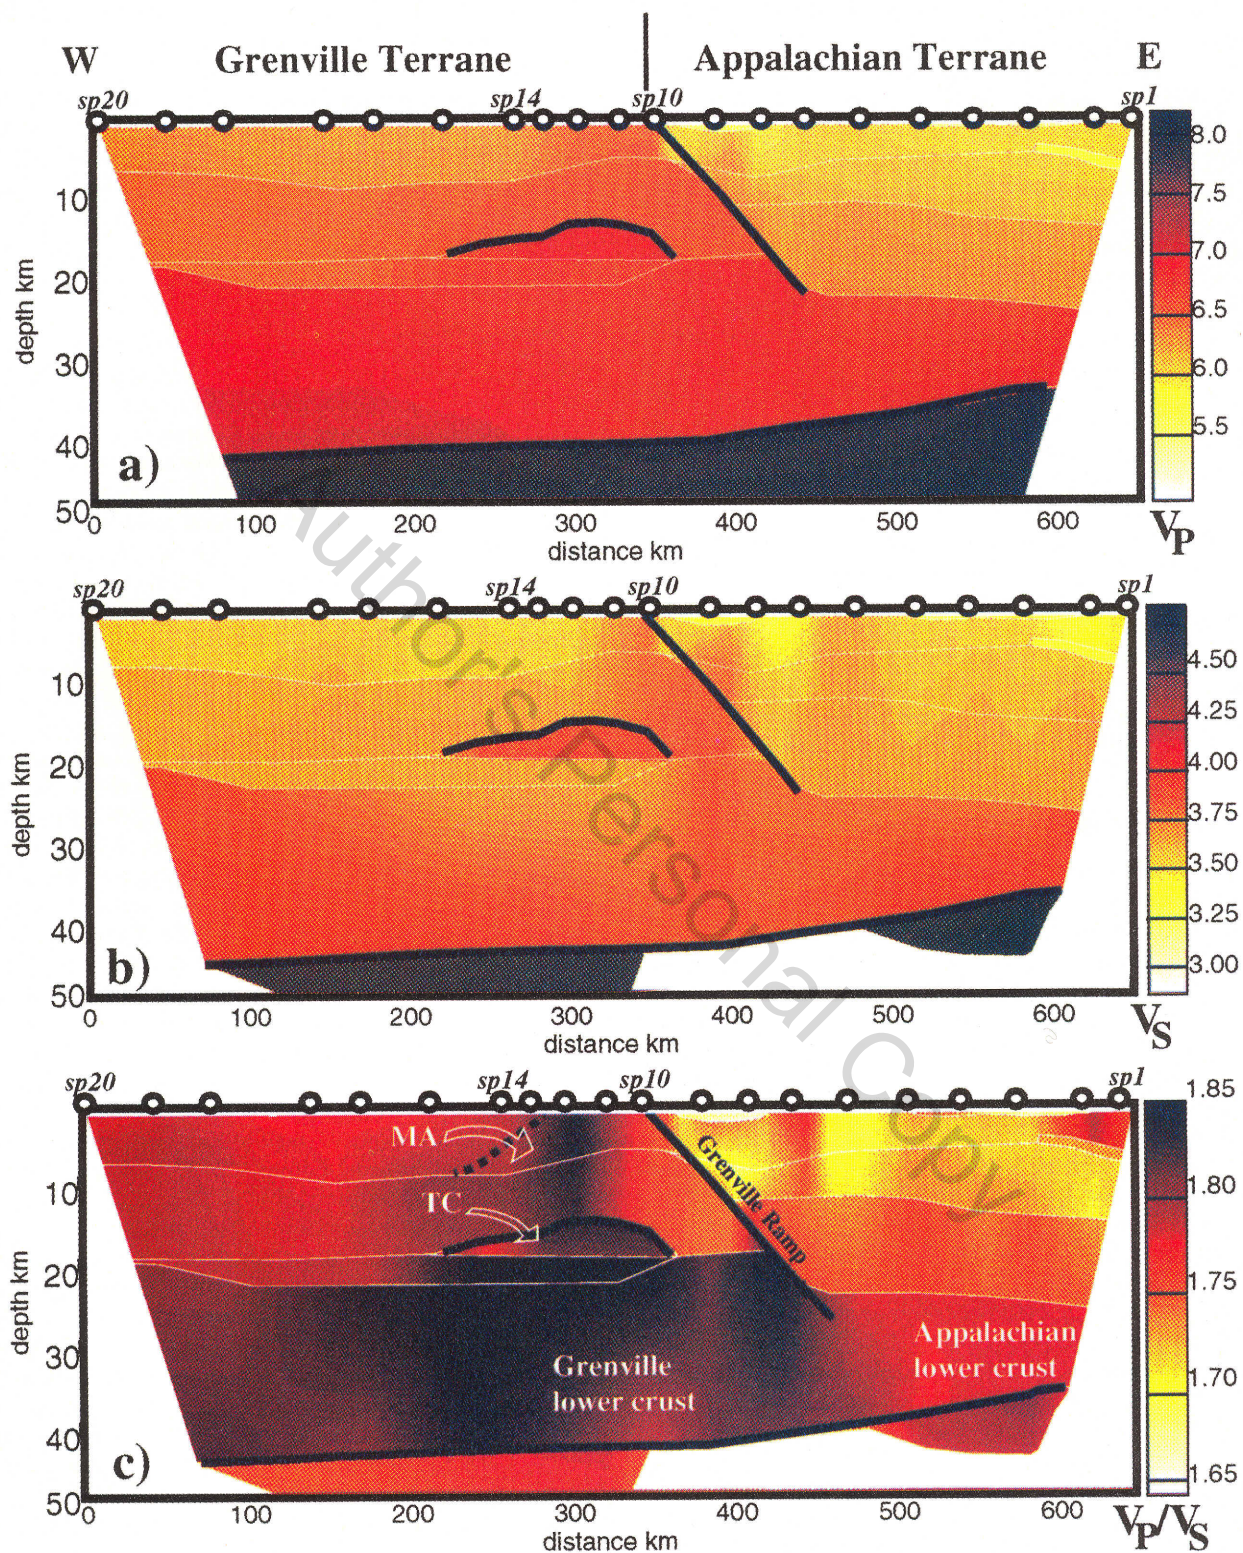 W Grenville Terrane Appalachian Terrane E
sp20 sp14 sp10 sp1
8.0
7.5
7.0
6.5
6.0
5.5
V_P
10
20
30
40
50
depth km
a)
0 100 200 300 400 500 600
distance km
sp20 sp14 sp10 sp1
4.50
4.25
4.00
3.75
3.50
3.25
3.00
V_S
10
20
30
40
50
depth km
b)
0 100 200 300 400 500 600
distance km
sp20 sp14 sp10 sp1
1.85
1.80
1.75
1.70
1.65
V_P/V_S
10
20
30
40
50
depth km
MA
TC
Grenville Ramp
Grenville
lower crust
Appalachian
lower crust
c)
0 100 200 300 400 500 600
distance km
Author's Personal Copy